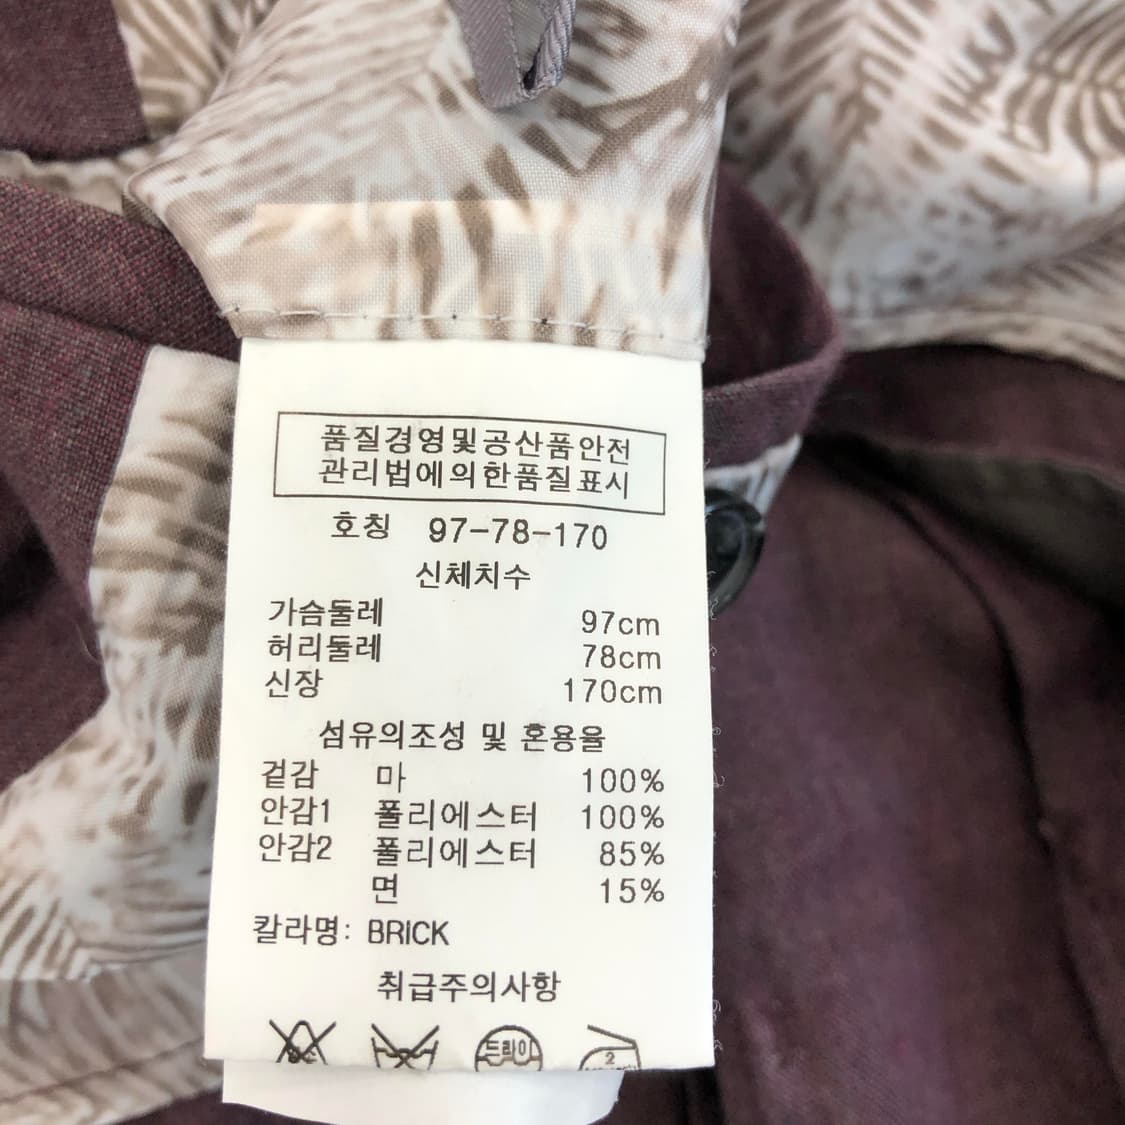 품질경영및공산품안전
관리법에의한품질표시
호칭 97-78-170
신체치수
가슴둘레 97cm
허리둘레 78cm
신장 170cm
섬유의조성 및 혼용율
겉감 마 100%
안감1 폴리에스터 100%
안감2 폴리에스터 85%
면 15%
칼라명: BRICK
취급주의사항
드라이 2